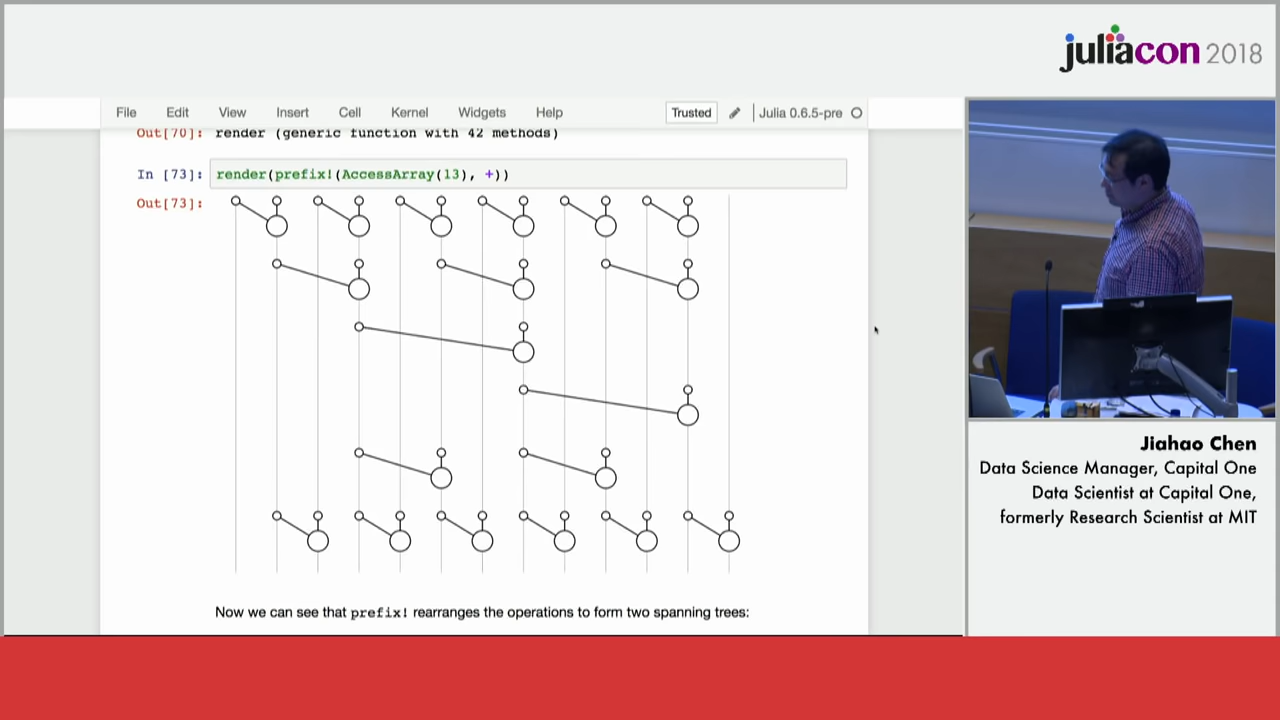 juliacon 2018
File Edit View Insert Cell Kernel Widgets Help Trusted Julia 0.6.5-pre
Out[70]: render (generic function with 42 methods)
In [73]: render(prefix!(AccessArray(13), +))
Out[73]:
Now we can see that prefix! rearranges the operations to form two spanning trees:
Jiahao Chen
Data Science Manager, Capital One
Data Scientist at Capital One,
formerly Research Scientist at MIT